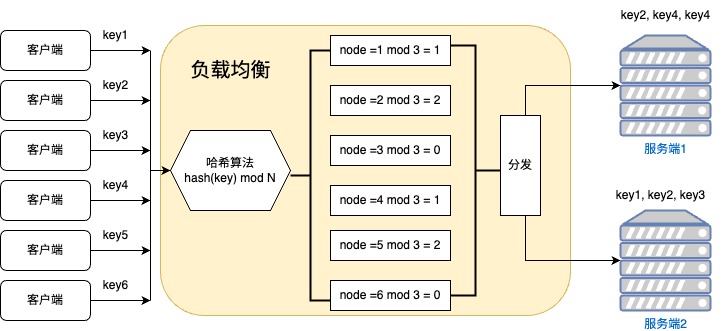 客户端
key1
客户端
key2
客户端
key3
客户端
key4
客户端
key5
客户端
key6
负载均衡
哈希算法
hash(key) mod N
node =1 mod 3 = 1
node =2 mod 3 = 2
node =3 mod 3 = 0
node =4 mod 3 = 1
node =5 mod 3 = 2
node =6 mod 3 = 0
分发
key2, key4, key4
服务端1
key1, key2, key3
服务端2